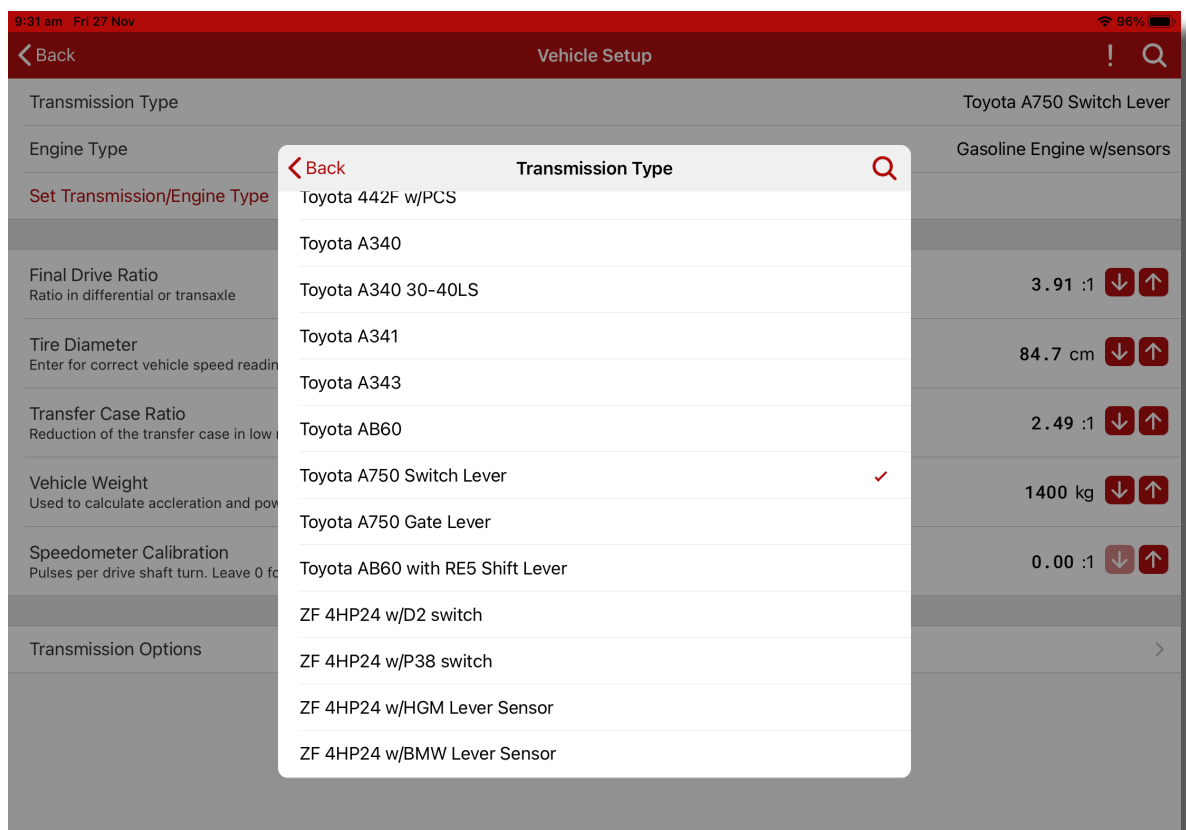 9:31 am Fri 27 Nov
96%
Back
Vehicle Setup
!
Transmission Type
Toyota A750 Switch Lever
Engine Type
Gasoline Engine w/sensors
Set Transmission/Engine Type
Final Drive Ratio
Ratio in differential or transaxle
3.91 :1
Tire Diameter
Enter for correct vehicle speed readin
84.7 cm
Transfer Case Ratio
Reduction of the transfer case in low
2.49 :1
Vehicle Weight
Used to calculate accleration and pow
1400 kg
Speedometer Calibration
Pulses per drive shaft turn. Leave 0 fo
0.00 :1
Transmission Options
Back
Transmission Type
Toyota 442F w/PCS
Toyota A340
Toyota A340 30-40LS
Toyota A341
Toyota A343
Toyota AB60
Toyota A750 Switch Lever
Toyota A750 Gate Lever
Toyota AB60 with RE5 Shift Lever
ZF 4HP24 w/D2 switch
ZF 4HP24 w/P38 switch
ZF 4HP24 w/HGM Lever Sensor
ZF 4HP24 w/BMW Lever Sensor